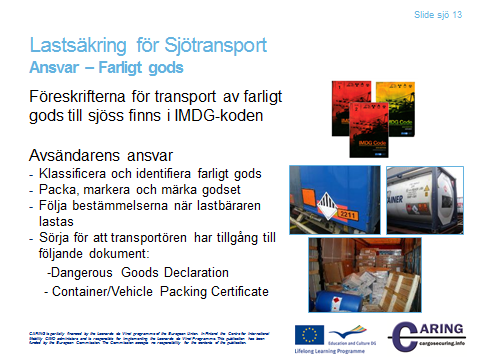 Slide sjö 13
Lastsäkring för Sjötransport
Ansvar – Farligt gods
Föreskrifterna för transport av farligt
gods till sjöss finns i IMDG-koden
Avsändarens ansvar
- Klassificera och identifiera farligt gods
- Packa, markera och märka godset
- Följa bestämmelserna när lastbäraren
lastas
- Sörja för att transportören har tillgång till
följande dokument:
-Dangerous Goods Declaration
- Container/Vehicle Packing Certificate
IMDG Code
2211
CARING is partially financed by the Leonardo da Vinci programme of the European Union. In Finland the Centre for International
Mobility CIMO administers and is responsible for implementing the Leonardo da Vinci Programme. This publication has been
funded by the European Commission. The Commission accepts no responsibility for the contents of the publication.
Education and Culture DG
Lifelong Learning Programme
CARING
cargosecuring.info